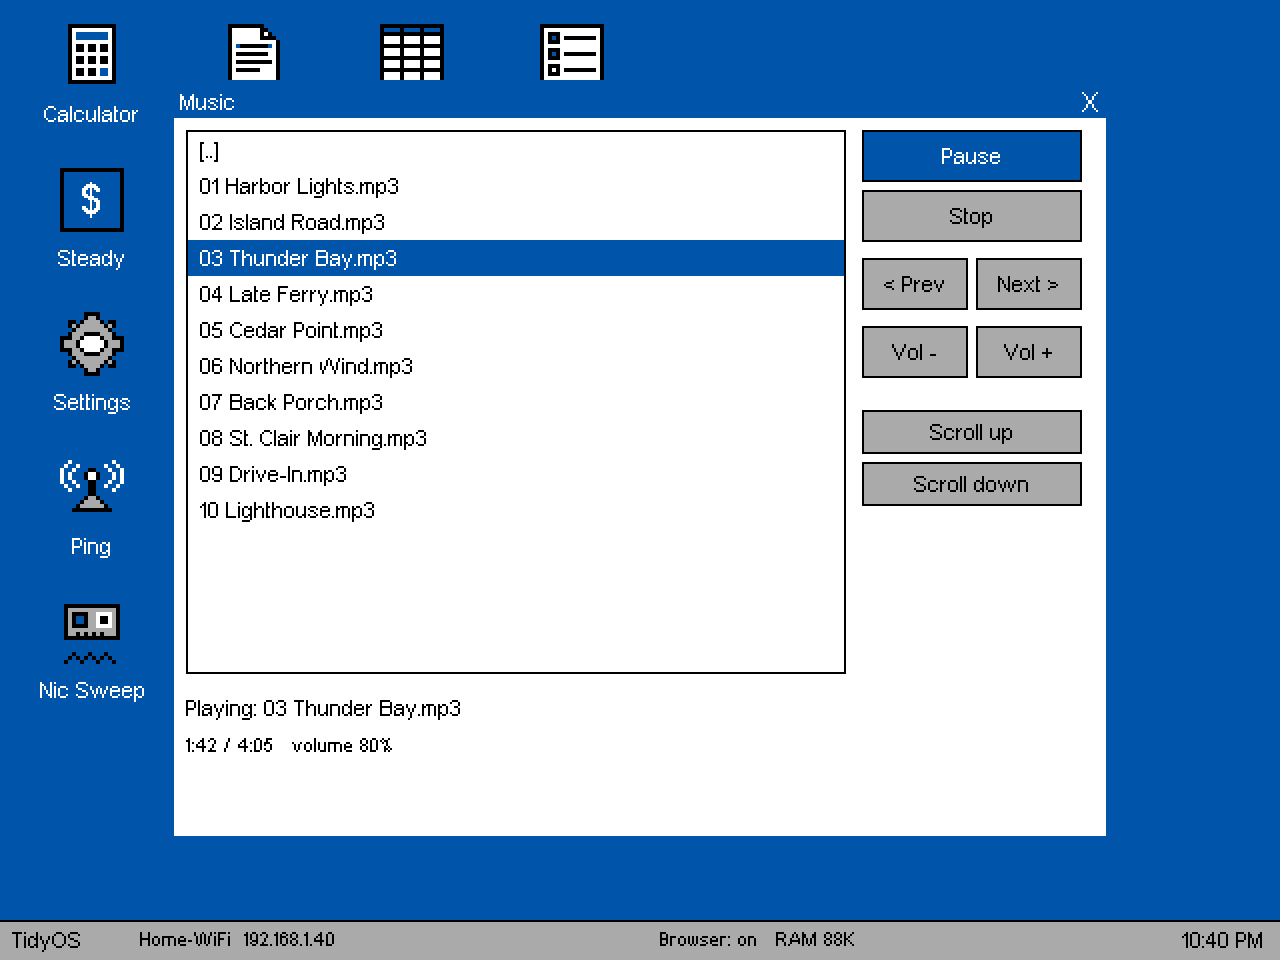 Calculator
$
Steady
Settings
Ping
Nic Sweep
Music X
[..]
01 Harbor Lights.mp3
02 Island Road.mp3
03 Thunder Bay.mp3
04 Late Ferry.mp3
05 Cedar Point.mp3
06 Northern Wind.mp3
07 Back Porch.mp3
08 St. Clair Morning.mp3
09 Drive-In.mp3
10 Lighthouse.mp3
Pause
Stop
< Prev Next >
Vol - Vol +
Scroll up
Scroll down
Playing: 03 Thunder Bay.mp3
1:42 / 4:05 volume 80%
TidyOS Home-WiFi 192.168.1.40 Browser: on RAM 88K 10:40 PM